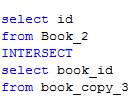 select id
from Book_2
INTERSECT
select book_id
from book_copy_3